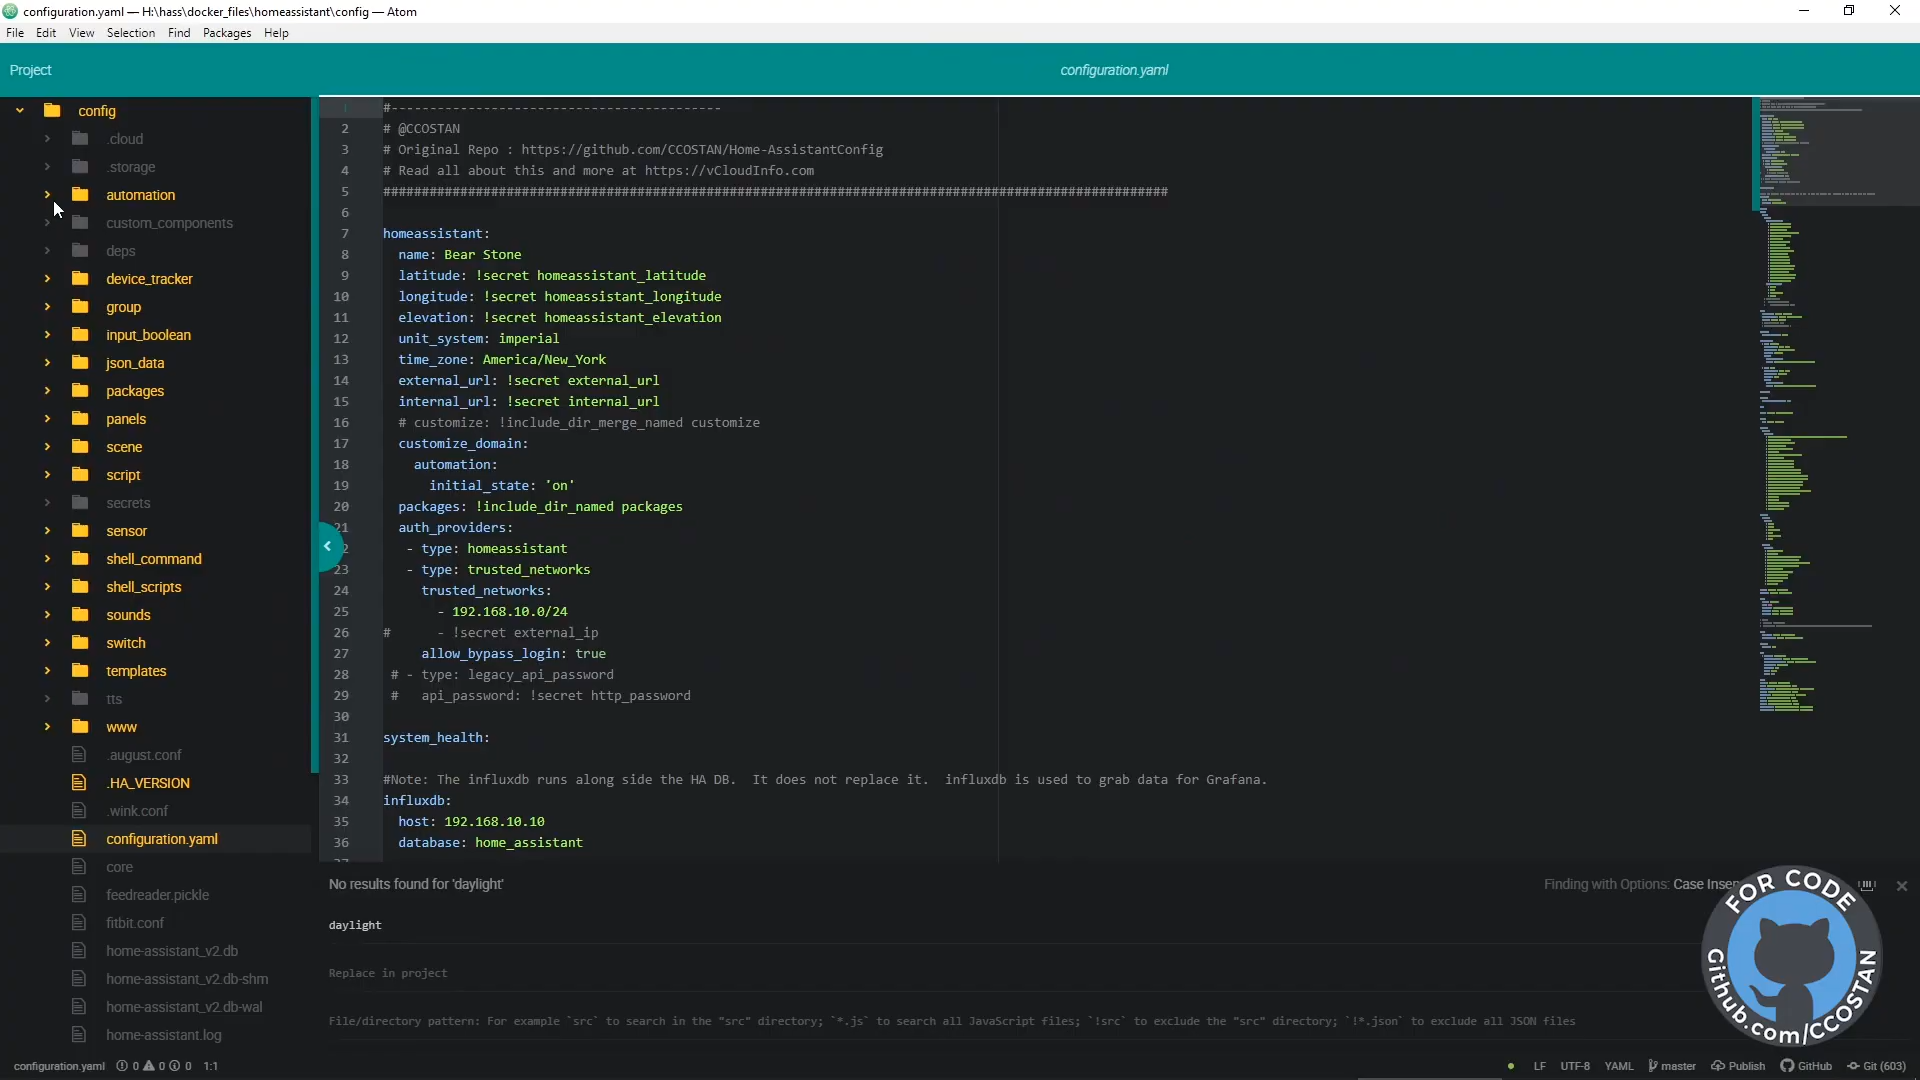 configuration.yaml — H:\hass\docker_files\homeassistant\config — Atom
File Edit View Selection Find Packages Help
Project
configuration.yaml
config
.cloud
.storage
automation
custom_components
deps
device_tracker
group
input_boolean
json_data
packages
panels
scene
script
secrets
sensor
shell_command
shell_scripts
sounds
switch
templates
tts
www
.august.conf
.HA_VERSION
.wink.conf
configuration.yaml
core
feedreader.pickle
fitbit.conf
home-assistant_v2.db
home-assistant_v2.db-shm
home-assistant_v2.db-wal
home-assistant.log
1 #-------------------------------------------
2 # @CCOSTAN
3 # Original Repo : https://github.com/CCOSTAN/Home-AssistantConfig
4 # Read all about this and more at https://vCloudInfo.com
5 ######################################################################################################
6
7 homeassistant:
8 name: Bear Stone
9 latitude: !secret homeassistant_latitude
10 longitude: !secret homeassistant_longitude
11 elevation: !secret homeassistant_elevation
12 unit_system: imperial
13 time_zone: America/New_York
14 external_url: !secret external_url
15 internal_url: !secret internal_url
16 # customize: !include_dir_merge_named customize
17 customize_domain:
18 automation:
19 initial_state: 'on'
20 packages: !include_dir_named packages
21 auth_providers:
2 - type: homeassistant
23 - type: trusted_networks
24 trusted_networks:
25 - 192.168.10.0/24
26 # - !secret external_ip
27 allow_bypass_login: true
28 # - type: legacy_api_password
29 # api_password: !secret http_password
30
31 system_health:
32
33 #Note: The influxdb runs along side the HA DB. It does not replace it. influxdb is used to grab data for Grafana.
34 influxdb:
35 host: 192.168.10.10
36 database: home_assistant
No results found for 'daylight'
Finding with Options: Case
daylight
Replace in project
File/directory pattern: For example `src` to search in the "src" directory; `*.js` to search all JavaScript files; `!src` to exclude the "src" directory; `!*.json` to exclude all JSON files
FOR CODE
Github.com/CCOSTAN
configuration.yaml 0 0 0 1:1
LF UTF-8 YAML master Publish GitHub Git (603)